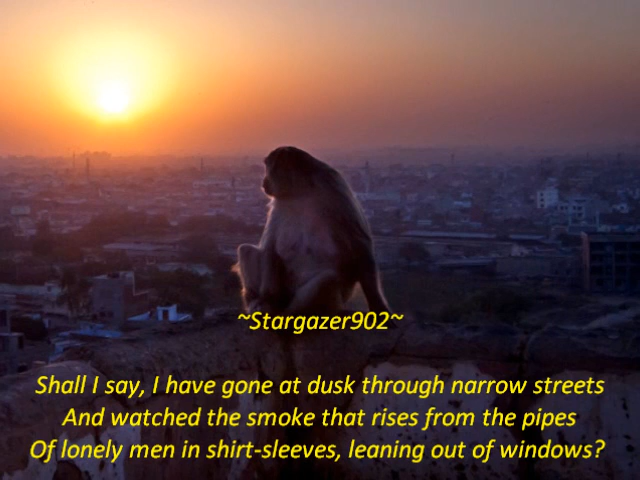 ~Stargazer902~
Shall I say, I have gone at dusk through narrow streets
And watched the smoke that rises from the pipes
Of lonely men in shirt-sleeves, leaning out of windows?